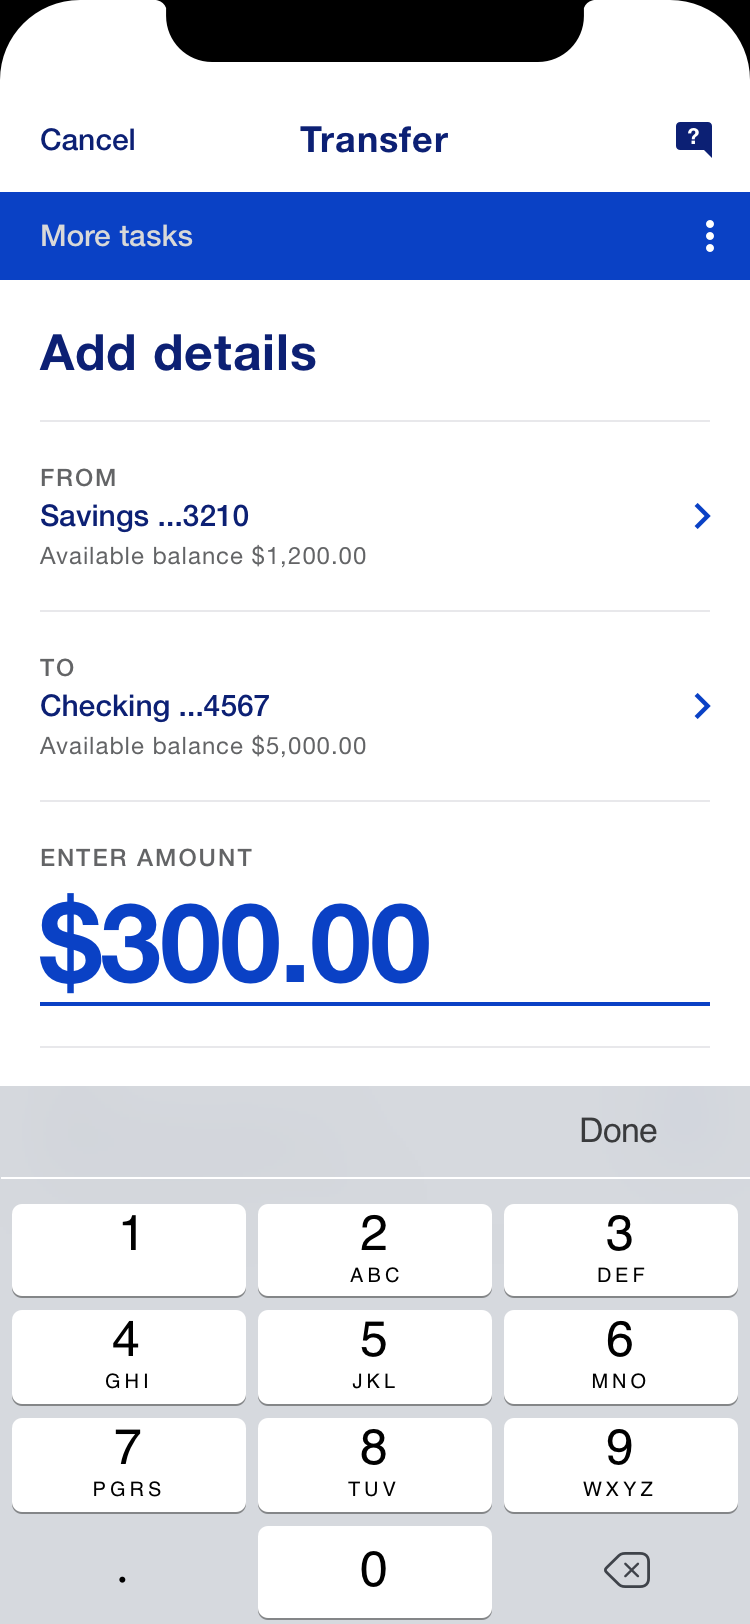 Cancel Transfer ?
More tasks
Add details
FROM
Savings ...3210
Available balance $1,200.00
TO
Checking ...4567
Available balance $5,000.00
ENTER AMOUNT
$300.00
Done
1 2 3
ABC DEF
4 5 6
GHI JKL MNO
7 8 9
PGRS TUV WXYZ
. 0